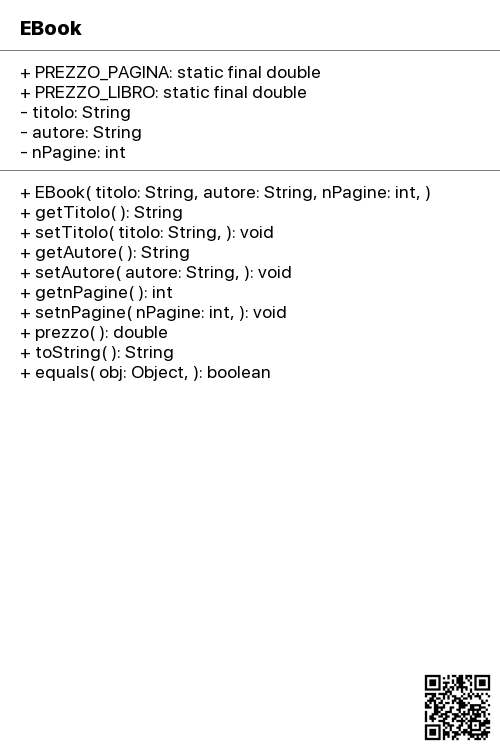 EBook
+ PREZZO_PAGINA: static final double
+ PREZZO_LIBRO: static final double
- titolo: String
- autore: String
- nPagine: int
+ EBook( titolo: String, autore: String, nPagine: int, )
+ getTitolo( ): String
+ setTitolo( titolo: String, ): void
+ getAutore( ): String
+ setAutore( autore: String, ): void
+ getnPagine( ): int
+ setnPagine( nPagine: int, ): void
+ prezzo( ): double
+ toString( ): String
+ equals( obj: Object, ): boolean